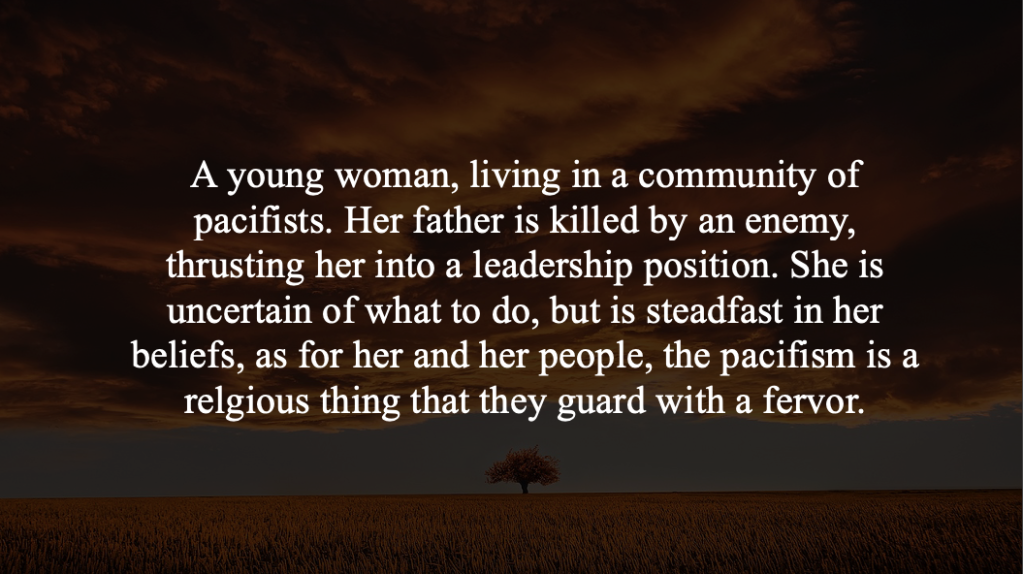 A young woman, living in a community of
pacifists. Her father is killed by an enemy,
thrusting her into a leadership position. She is
uncertain of what to do, but is steadfast in her
beliefs, as for her and her people, the pacifism is a
relgious thing that they guard with a fervor.